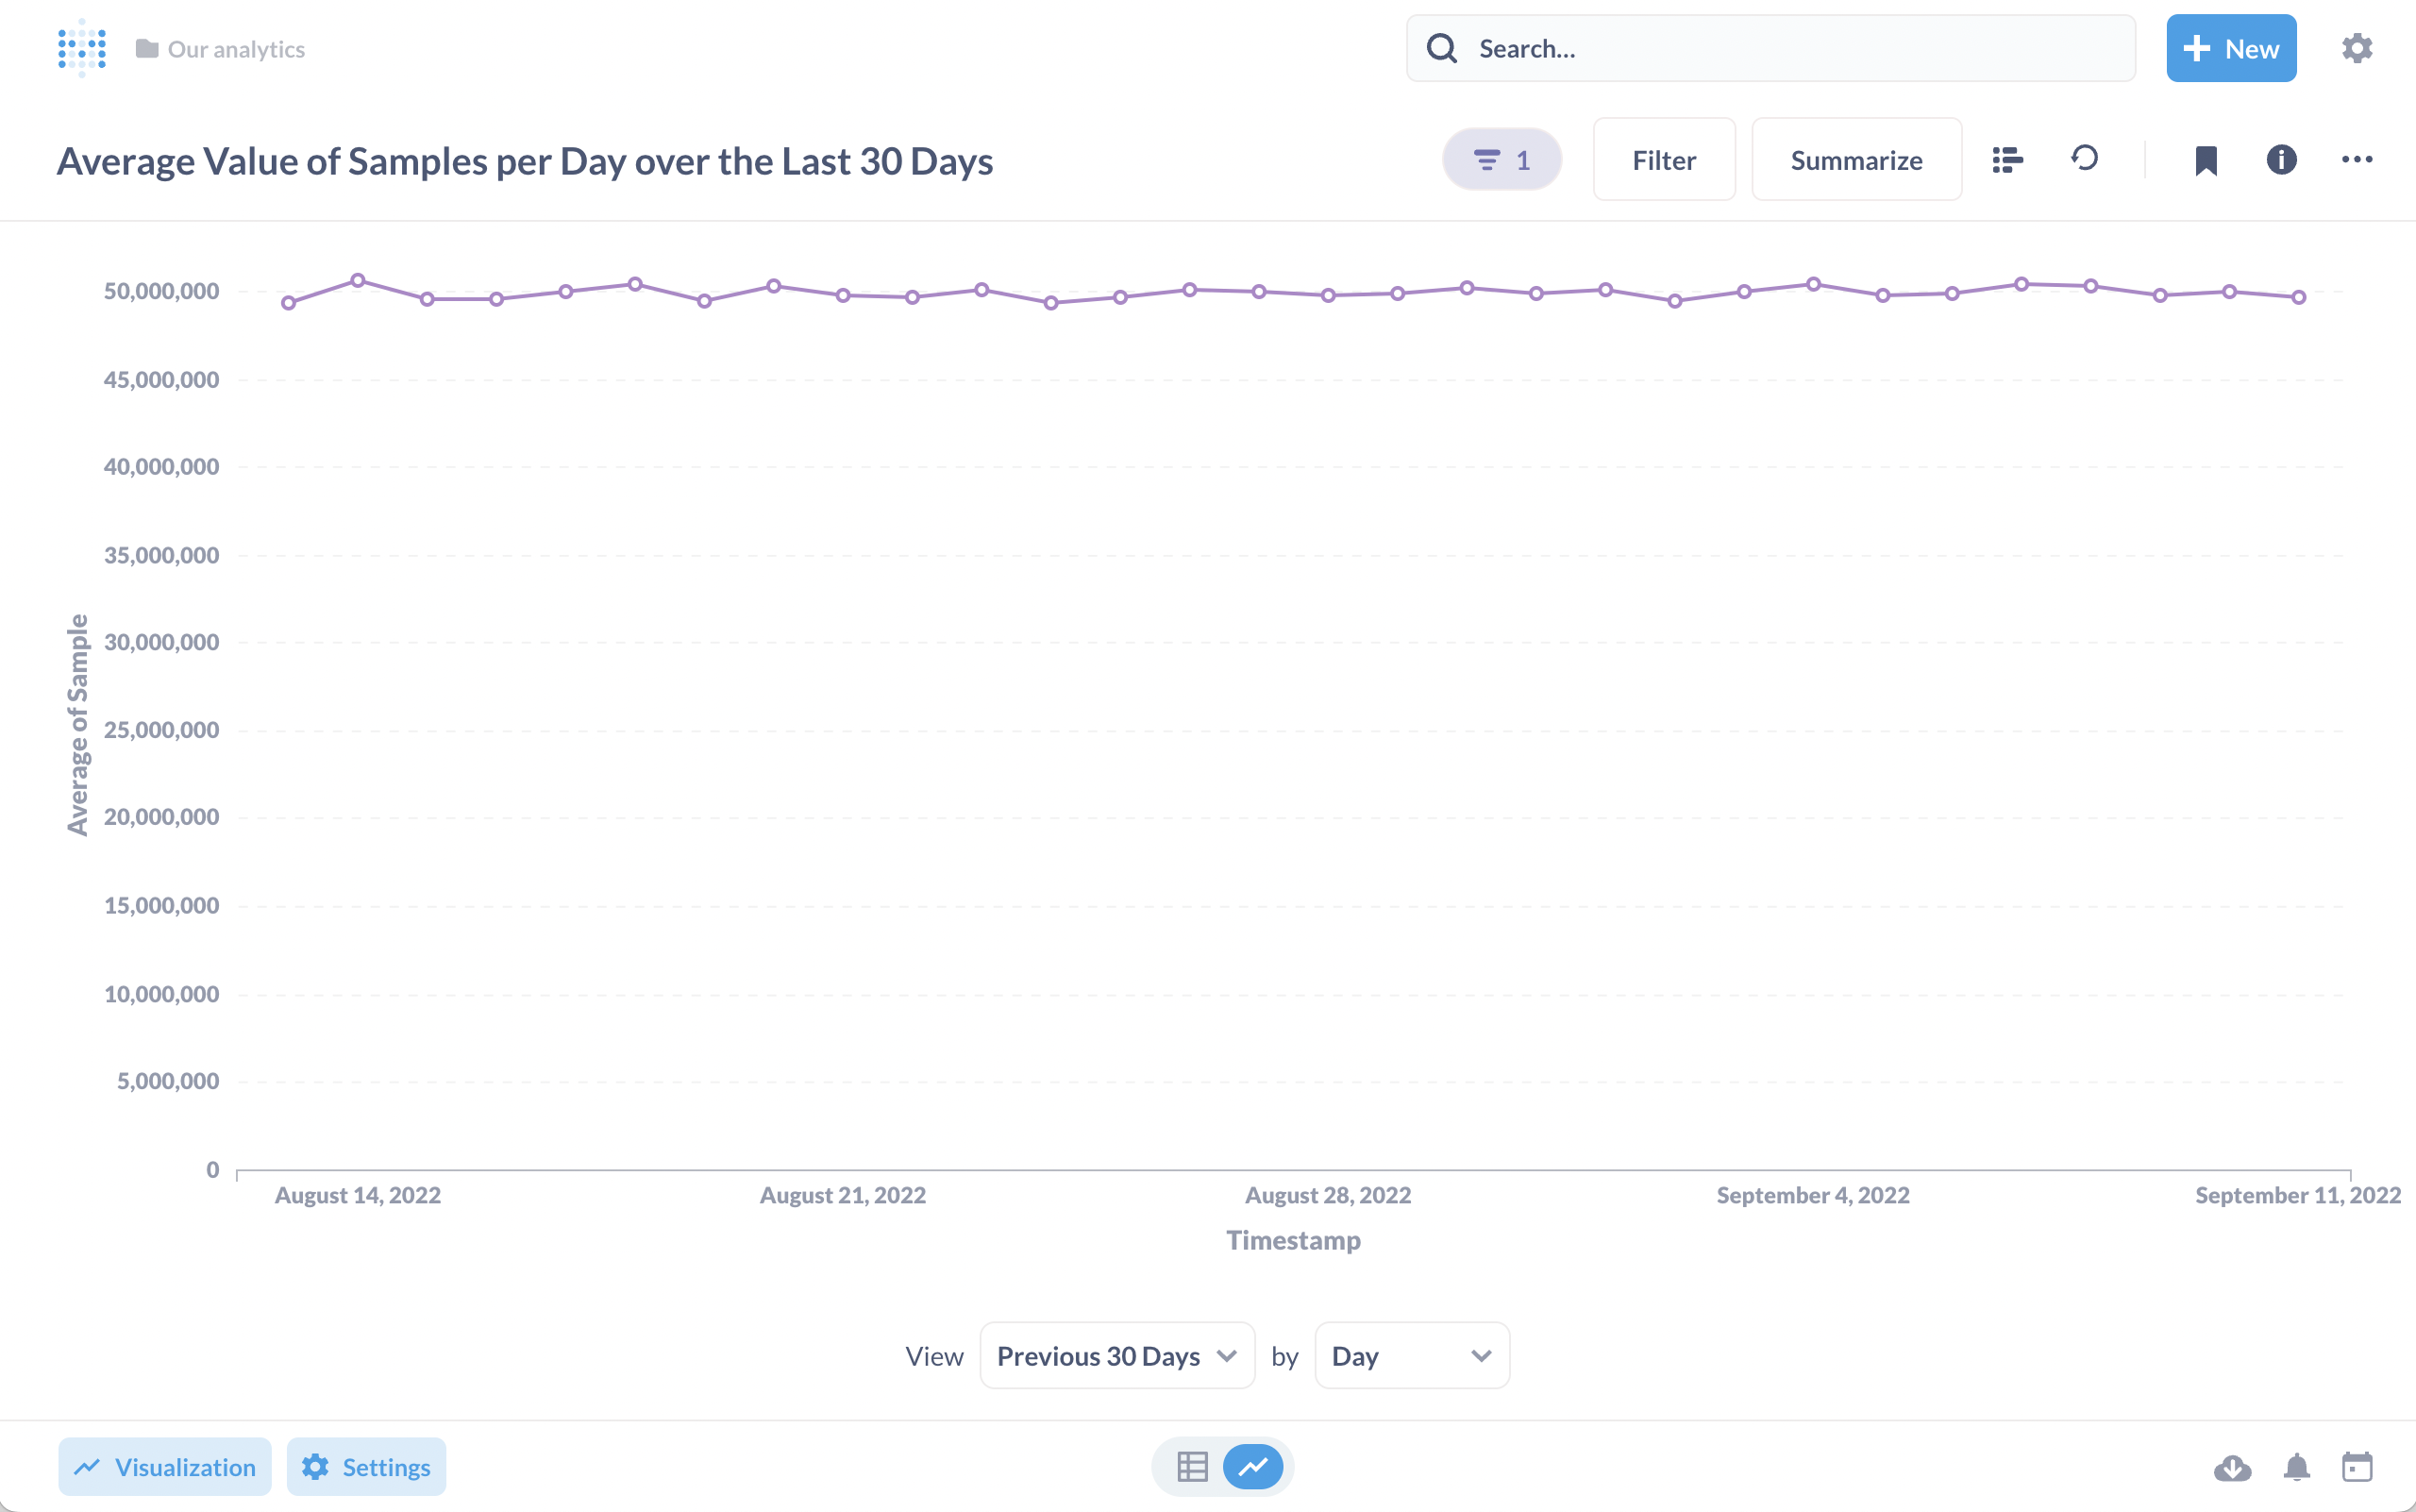 Our analytics
Search...
New
Average Value of Samples per Day over the Last 30 Days
1
Filter
Summarize
50,000,000
45,000,000
40,000,000
35,000,000
30,000,000
25,000,000
20,000,000
15,000,000
10,000,000
5,000,000
0
Average of Sample
August 14, 2022
August 21, 2022
August 28, 2022
September 4, 2022
September 11, 2022
Timestamp
View Previous 30 Days by Day
Visualization
Settings